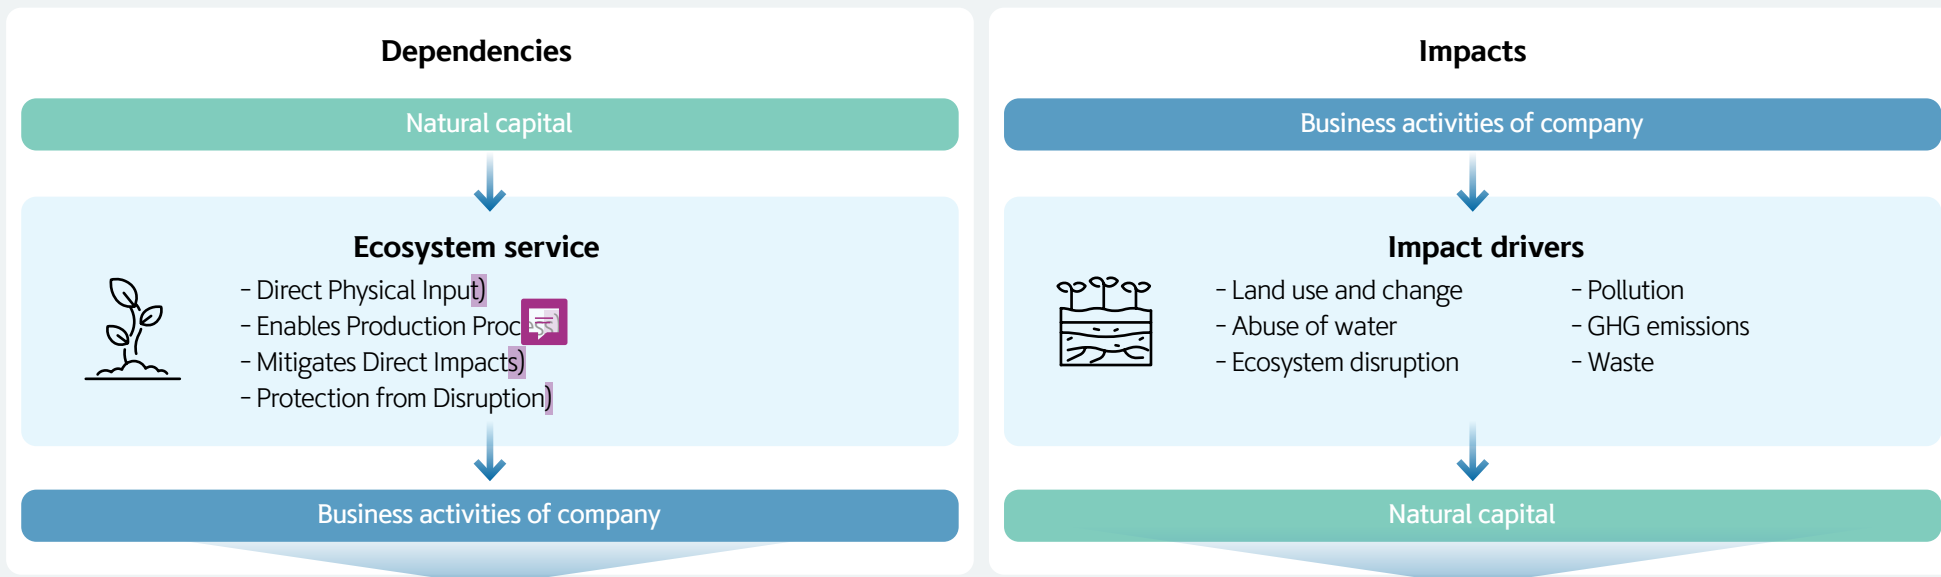 Dependencies
Natural capital
Ecosystem service
- Direct Physical Input)
- Enables Production Process)
- Mitigates Direct Impacts)
- Protection from Disruption)
Business activities of company
Impacts
Business activities of company
Impact drivers
- Land use and change
- Abuse of water
- Ecosystem disruption
- Pollution
- GHG emissions
- Waste
Natural capital